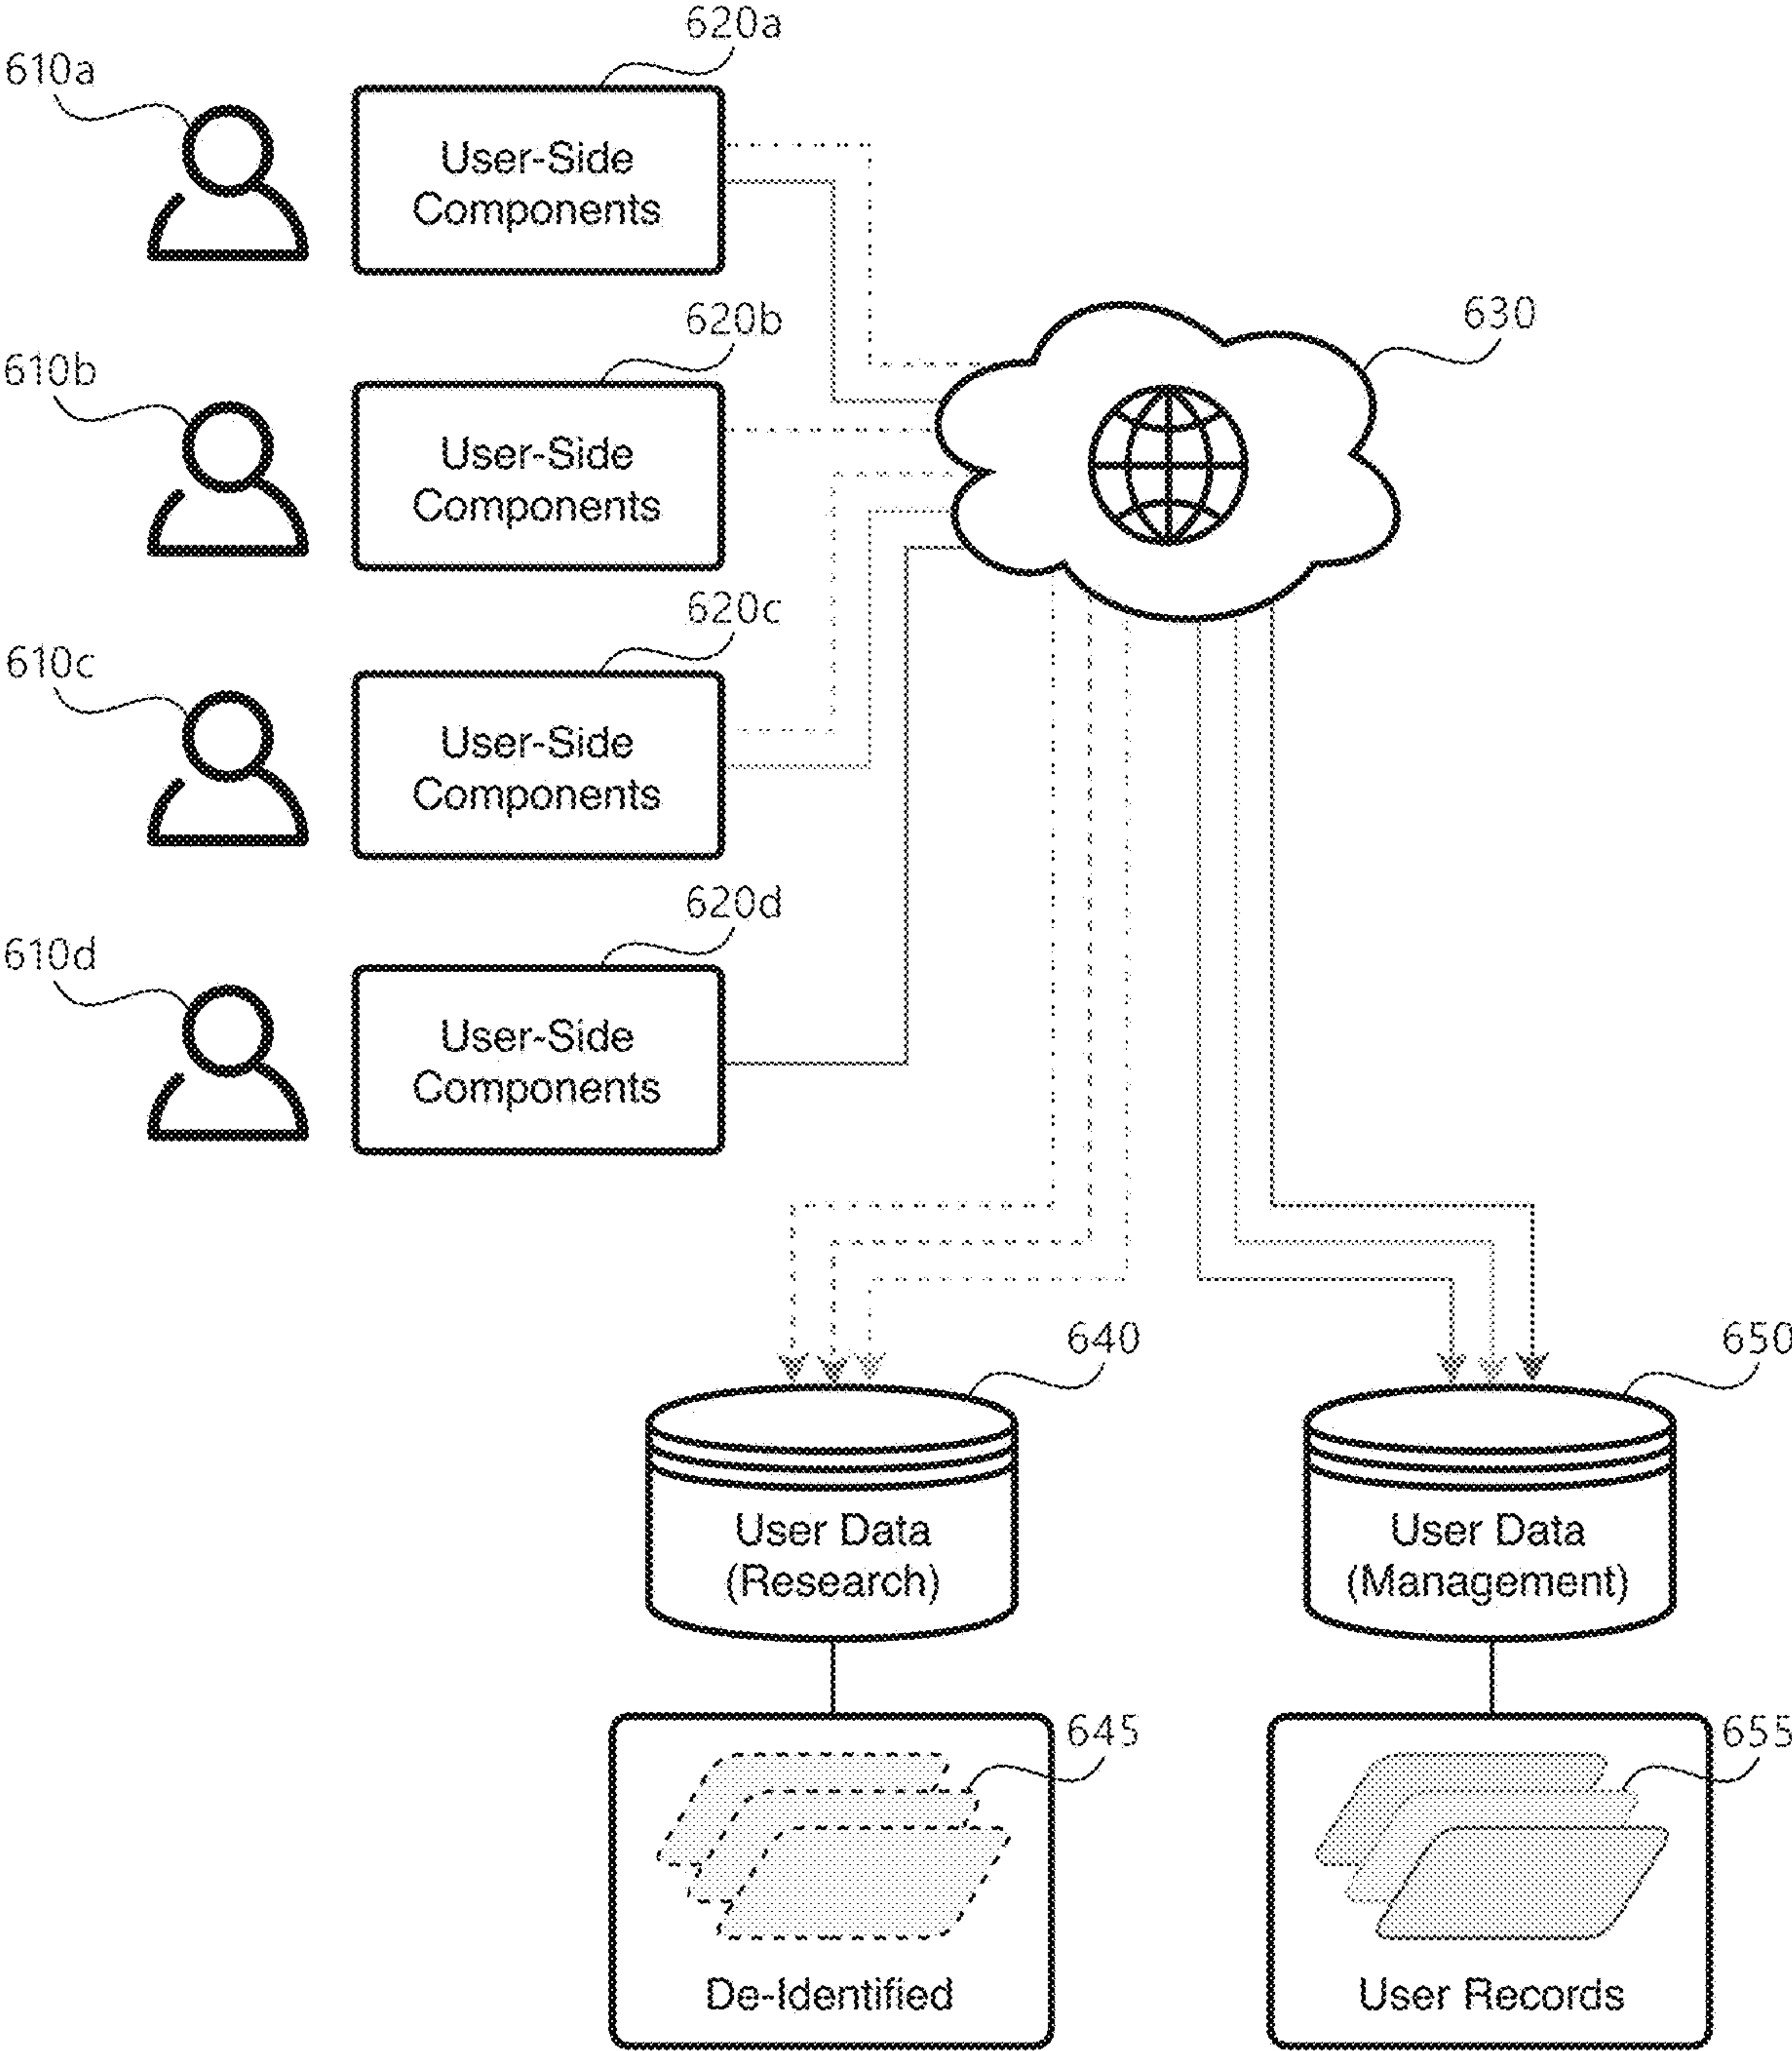 620a
610a
User-Side
Components
620b
630
610b
User-Side
Components
620c
610c
User-Side
Components
620d
610d
User-Side
Components
640
650
User Data
(Research)
User Data
(Management)
645
655
De-Identified
User Records